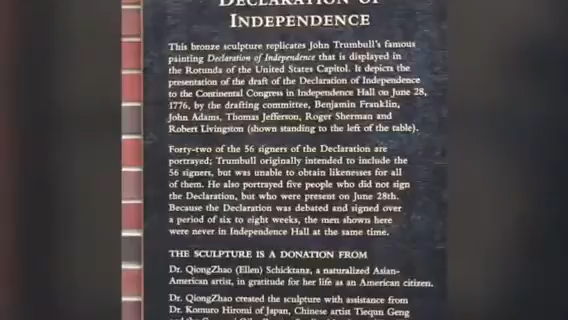 DECLARATION OF
INDEPENDENCE
This bronze sculpture replicates John Trumbull's famous
painting Declaration of Independence that is displayed in
the Rotunda of the United States Capitol. It depicts the
presentation of the draft of the Declaration of Independence
to the Continental Congress in Independence Hall on June 28,
1776, by the drafting committee, Benjamin Franklin,
John Adams, Thomas Jefferson, Roger Sherman and
Robert Livingston (shown standing to the left of the table).
Forty-two of the 56 signers of the Declaration are
portrayed; Trumbull originally intended to include the
56 signers, but was unable to obtain likenesses for all
of them. He also portrayed five people who did not sign
the Declaration, but who were present on June 28th.
Because the Declaration was debated and signed over
a period of six to eight weeks, the men shown here
were never in Independence Hall at the same time.
THE SCULPTURE IS A DONATION FROM
Dr. QiongZhao (Ellen) Schicktanz, a naturalized Asian-
American artist, in gratitude for her life as an American citizen.
Dr. QiongZhao created the sculpture with assistance from
Dr. Komuro Hiromi of Japan, Chinese artist Tiequn Geng